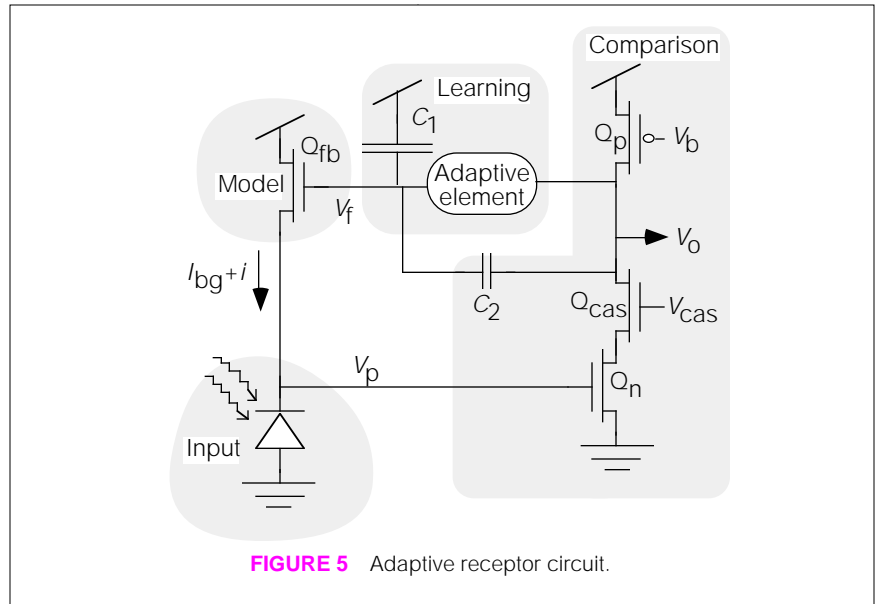 Comparison
Learning
C1
Qfb
Qp
Vb
Model
Adaptive
element
Vf
Vo
Ibg+i
C2
Qcas
Vcas
Vp
Qn
Input
FIGURE 5 Adaptive receptor circuit.